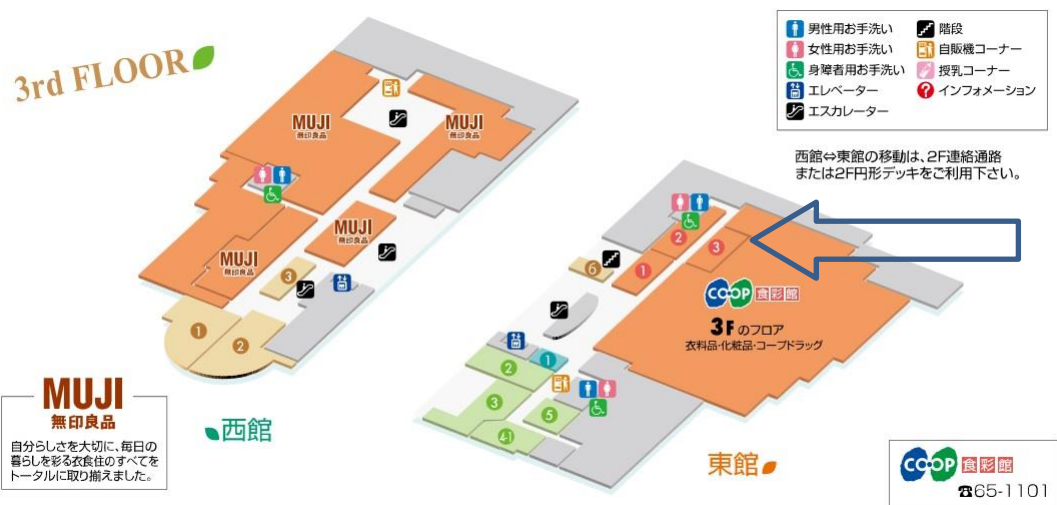 3rd FLOOR
男性用お手洗い
女性用お手洗い
身障者用お手洗い
エレベーター
エスカレーター
階段
自販機コーナー
授乳コーナー
インフォメーション
西館⇔東館の移動は、2F連絡通路
または2F円形デッキをご利用下さい。
MUJI
無印良品
MUJI
無印良品
MUJI
無印良品
MUJI
無印良品
3
1
2
2
3
1
6
CO·OP 食彩館
3Fのフロア
衣料品・化粧品・コープドラッグ
1
2
3
5
41
MUJI
無印良品
自分らしさを大切に、毎日の
暮らしを彩る衣食住のすべてを
トータルに取り揃えました。
西館
東館
CO·OP 食彩館
☎65-1101